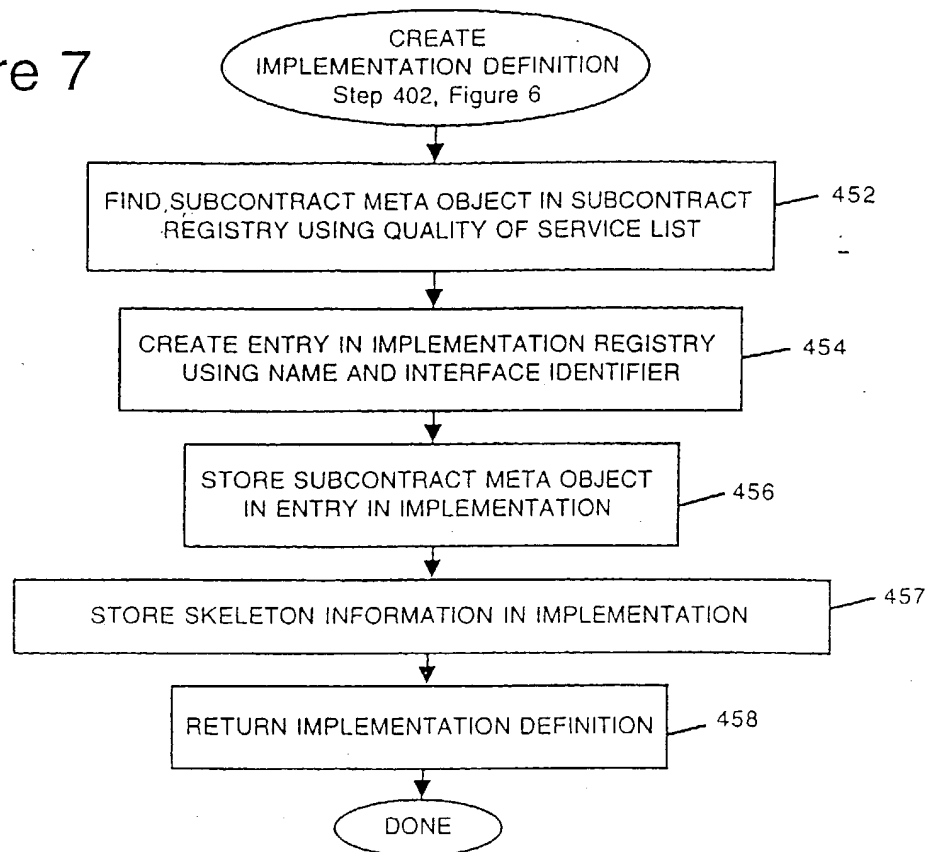 re 7
CREATE
IMPLEMENTATION DEFINITION
Step 402, Figure 6
FIND SUBCONTRACT META OBJECT IN SUBCONTRACT
REGISTRY USING QUALITY OF SERVICE LIST
452
CREATE ENTRY IN IMPLEMENTATION REGISTRY
USING NAME AND INTERFACE IDENTIFIER
454
STORE SUBCONTRACT META OBJECT
IN ENTRY IN IMPLEMENTATION
456
STORE SKELETON INFORMATION IN IMPLEMENTATION
457
RETURN IMPLEMENTATION DEFINITION
458
DONE